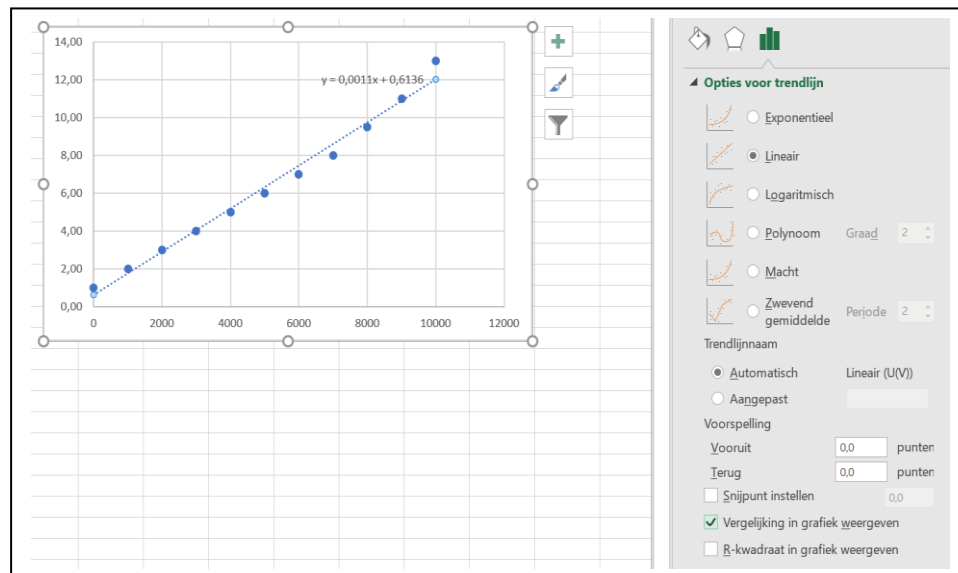 14,00
12,00
10,00
8,00
6,00
4,00
2,00
0,00
0 2000 4000 6000 8000 10000 12000
y = 0,0011x + 0,6136
Opties voor trendlijn
Exponentieel
Lineair
Logaritmisch
Polynoom Graad 2
Macht
Zwevend
gemiddelde Periode 2
Trendlijnnaam
Automatisch Lineair (U(V))
Aangepast
Voorspelling
Vooruit 0,0 punten
Terug 0,0 punten
Snijpunt instellen 0,0
Vergelijking in grafiek weergeven
R-kwadraat in grafiek weergeven